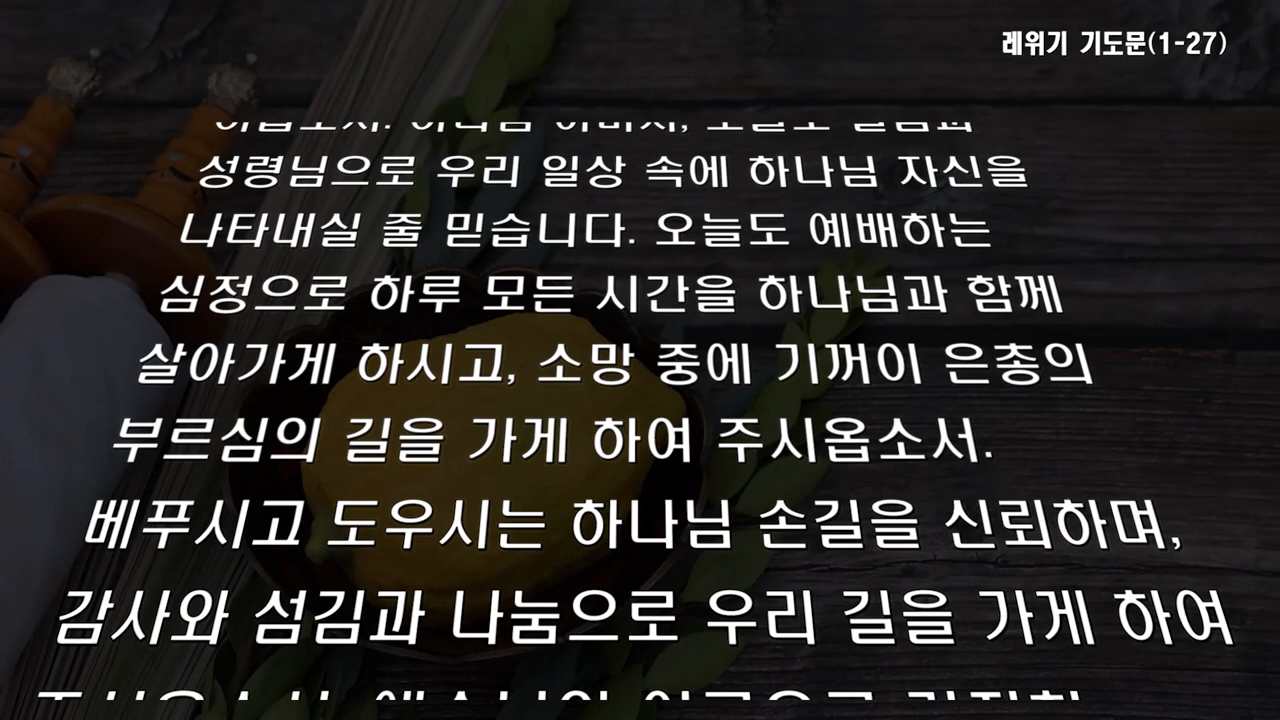 레위기 기도문(1-27)
성령님으로 우리 일상 속에 하나님 자신을
나타내실 줄 믿습니다. 오늘도 예배하는
심정으로 하루 모든 시간을 하나님과 함께
살아가게 하시고, 소망 중에 기꺼이 은총의
부르심의 길을 가게 하여 주시옵소서.
베푸시고 도우시는 하나님 손길을 신뢰하며,
감사와 섬김과 나눔으로 우리 길을 가게 하여